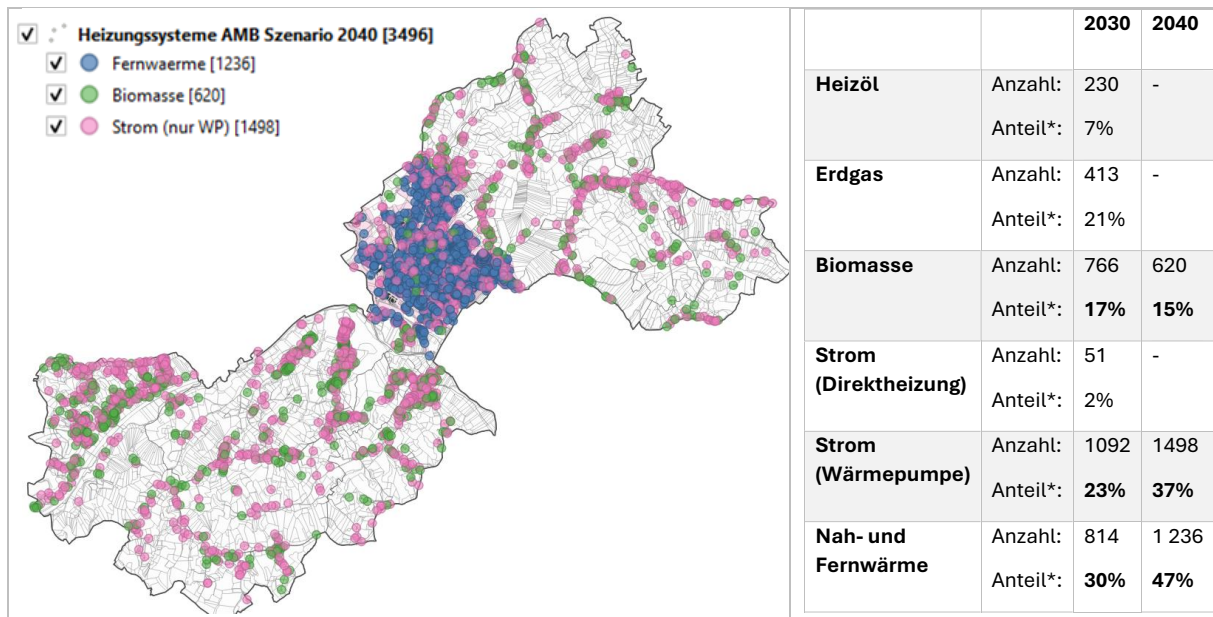 Heizungssysteme AMB Szenario 2040 [3496]
Fernwaerme [1236]
Biomasse [620]
Strom (nur WP) [1498]
2030 2040
Heizöl Anzahl: 230 -
Anteil*: 7%
Erdgas Anzahl: 413 -
Anteil*: 21%
Biomasse Anzahl: 766 620
Anteil*: 17% 15%
Strom Anzahl: 51 -
(Direktheizung) Anteil*: 2%
Strom Anzahl: 1092 1498
(Wärmepumpe) Anteil*: 23% 37%
Nah- und Anzahl: 814 1 236
Fernwärme Anteil*: 30% 47%